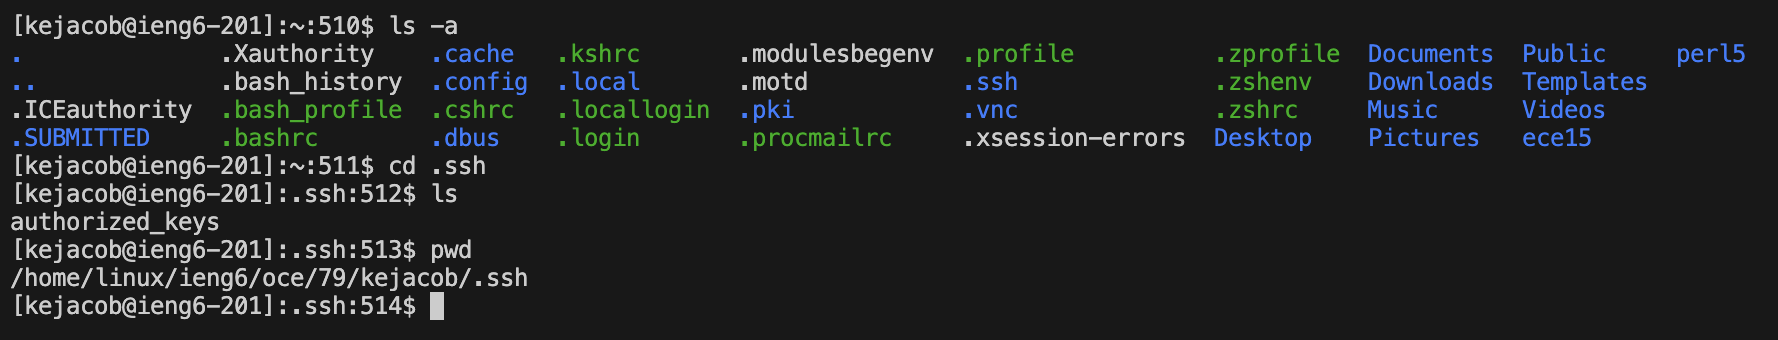 [kejacob@ieng6-201]:~:510$ ls -a
. .Xauthority .cache .kshrc .modulesbegenv .profile .zprofile Documents Public perl5
.. .bash_history .config .local .motd .ssh .zshenv Downloads Templates
.ICEauthority .bash_profile .cshrc .locallogin .pki .vnc .zshrc Music Videos
.SUBMITTED .bashrc .dbus .login .procmailrc .xsession-errors Desktop Pictures ece15
[kejacob@ieng6-201]:~:511$ cd .ssh
[kejacob@ieng6-201]:.ssh:512$ ls
authorized_keys
[kejacob@ieng6-201]:.ssh:513$ pwd
/home/linux/ieng6/oce/79/kejacob/.ssh
[kejacob@ieng6-201]:.ssh:514$